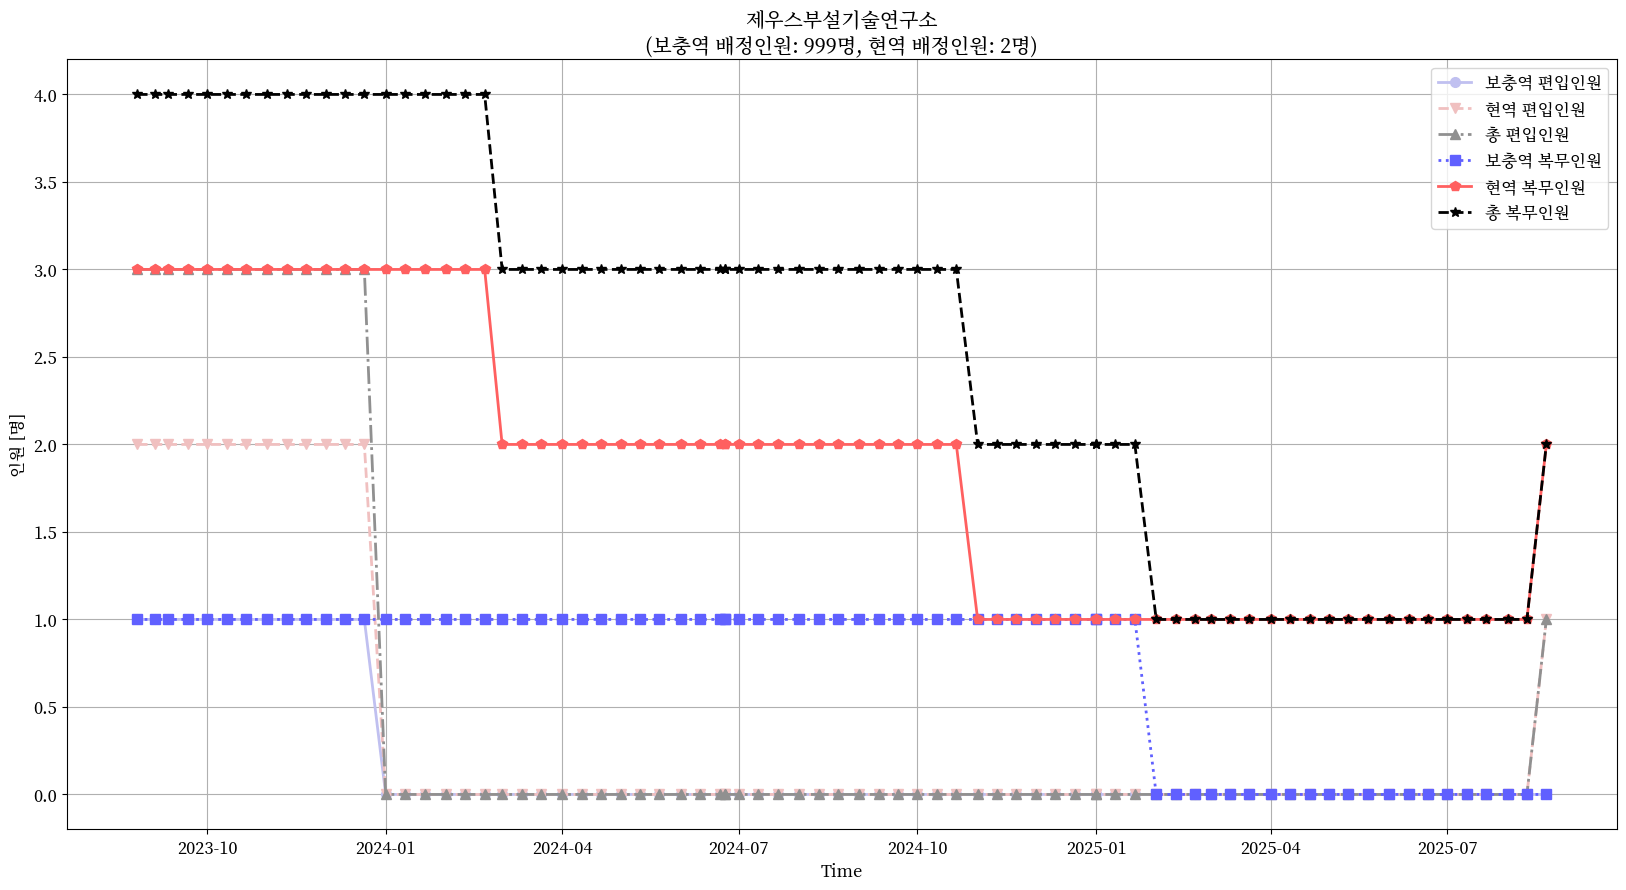 제우스부설기술연구소
(보충역 배정인원: 999명, 현역 배정인원: 2명)
보충역 편입인원
현역 편입인원
총 편입인원
보충역 복무인원
현역 복무인원
총 복무인원
4.0
3.5
3.0
2.5
2.0
1.5
1.0
0.5
0.0
인원 [명]
2023-10
2024-01
2024-04
2024-07
2024-10
2025-01
2025-04
2025-07
Time